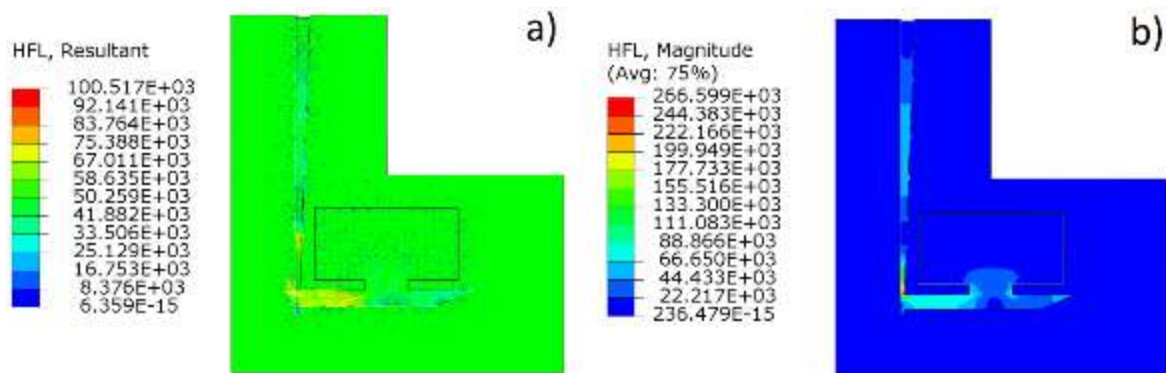 a)
HFL, Resultant
100.517E+03
92.141E+03
83.764E+03
75.388E+03
67.011E+03
58.635E+03
50.259E+03
41.882E+03
33.506E+03
25.129E+03
16.753E+03
8.376E+03
6.359E-15
b)
HFL, Magnitude
(Avg: 75%)
266.599E+03
244.383E+03
222.166E+03
199.949E+03
177.733E+03
155.516E+03
133.300E+03
111.083E+03
88.866E+03
66.650E+03
44.433E+03
22.217E+03
236.479E-15